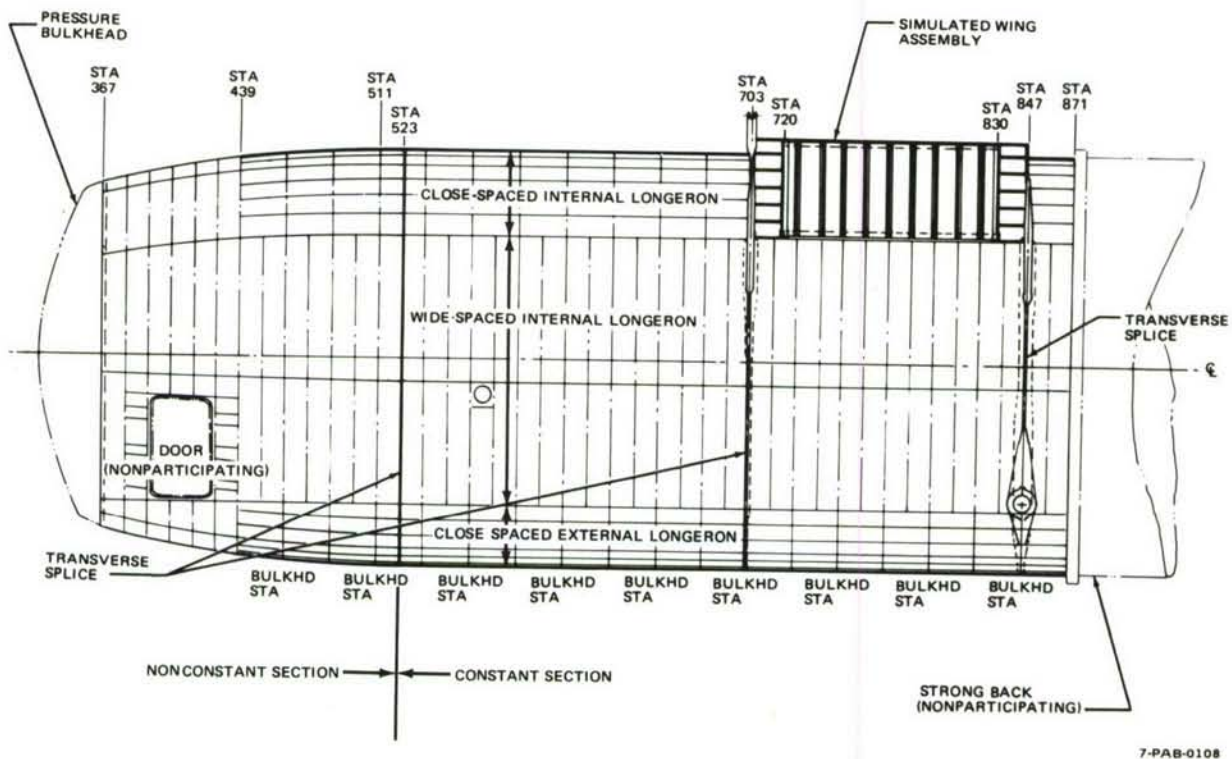 PRESSURE
BULKHEAD
SIMULATED WING
ASSEMBLY
STA
367
STA
439
STA
511
STA
523
STA
703
STA
720
STA
830
STA
847
STA
871
CLOSE-SPACED INTERNAL LONGERON
WIDE-SPACED INTERNAL LONGERON
TRANSVERSE
SPLICE
℄
DOOR
(NONPARTICIPATING)
CLOSE SPACED EXTERNAL LONGERON
TRANSVERSE
SPLICE
BULKHD
STA
BULKHD
STA
BULKHD
STA
BULKHD
STA
BULKHD
STA
BULKHD
STA
BULKHD
STA
BULKHD
STA
BULKHD
STA
NONCONSTANT SECTION
CONSTANT SECTION
STRONG BACK
(NONPARTICIPATING)
7-PAB-0108